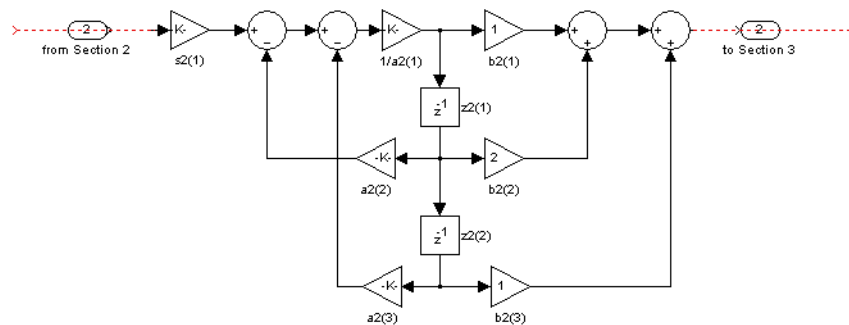 2 K- + − + − K- 1 + + + + 2
from Section 2 s2(1) 1/a2(1) b2(1) to Section 3
z^-1 z2(1)
-K- 2
a2(2) b2(2)
z^-1 z2(2)
-K- 1
a2(3) b2(3)